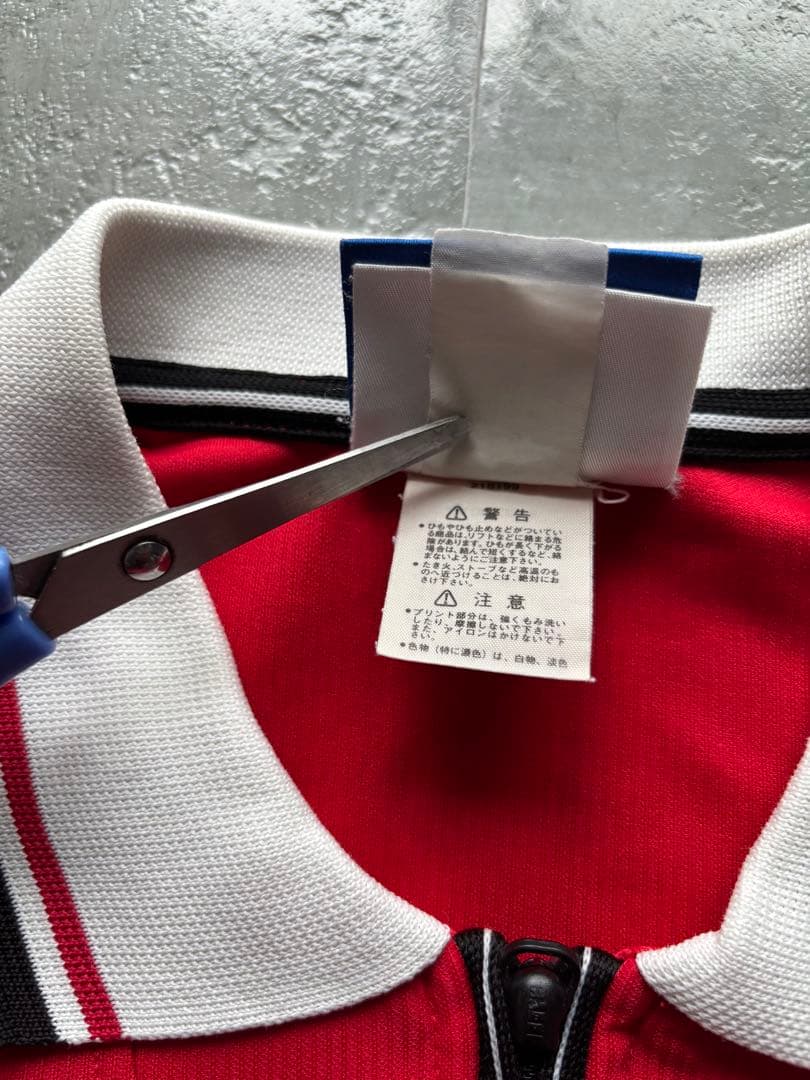 警告
•ひもやひも止めなどがついてい
る商品は、リフトなどに絡まる危
険があります。ひもが長く下がる
場合は、結んで短くするなど、絡
まないようにご注意下さい。
•たき火、ストーブなど高温のも
のへ近づけることは、絶対にお
さけ下さい。
注意
•プリント部分は、強くもみ洗い
したり、摩擦しないで下さい。
また、アイロンはかけないで下
さい。
•色物（特に濃色）は、白物、淡色